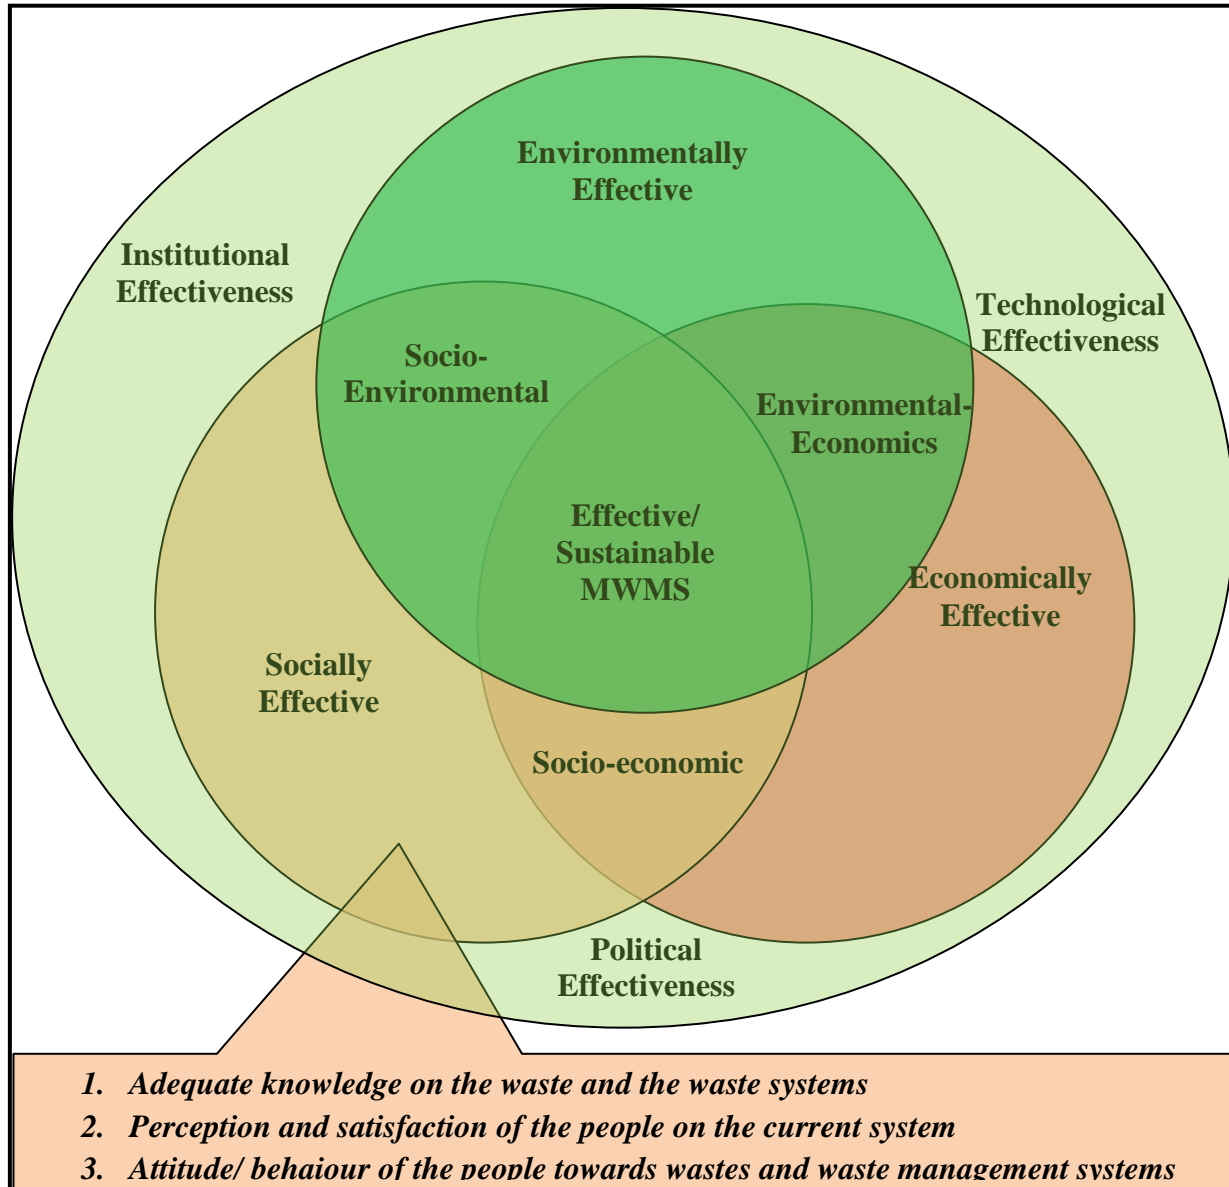 Environmentally
Effective
Institutional
Effectiveness
Technological
Effectiveness
Socio-
Environmental
Environmental-
Economics
Effective/
Sustainable
MWMS
Economically
Effective
Socially
Effective
Socio-economic
Political
Effectiveness
1. Adequate knowledge on the waste and the waste systems
2. Perception and satisfaction of the people on the current system
3. Attitude/ behaiour of the people towards wastes and waste management systems